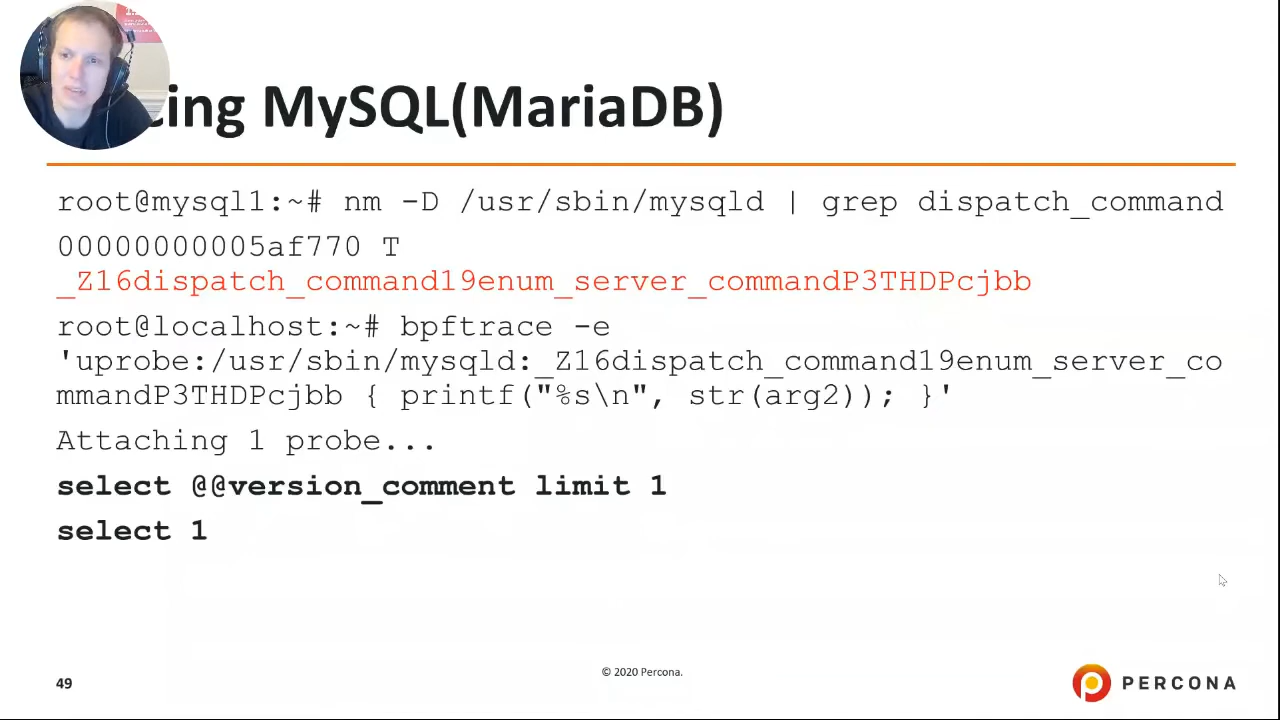 ing MySQL(MariaDB)
root@mysql1:~# nm -D /usr/sbin/mysqld | grep dispatch_command
00000000005af770 T
_Z16dispatch_command19enum_server_commandP3THDPcjbb
root@localhost:~# bpftrace -e
'uprobe:/usr/sbin/mysqld:_Z16dispatch_command19enum_server_co
mmandP3THDPcjbb { printf("%s\n", str(arg2)); }'
Attaching 1 probe...
select @@version_comment limit 1
select 1
49
© 2020 Percona.
PERCONA